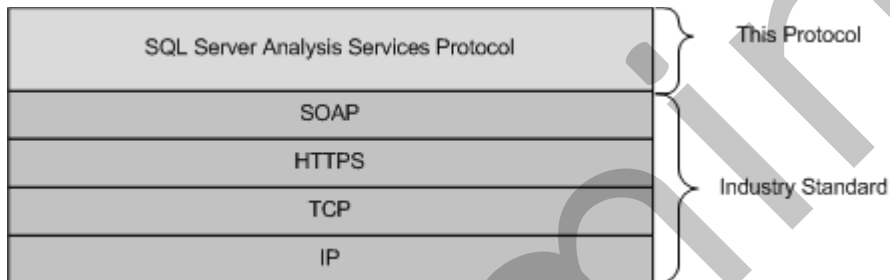 SQL Server Analysis Services Protocol
This Protocol
SOAP
HTTPS
TCP
IP
Industry Standard